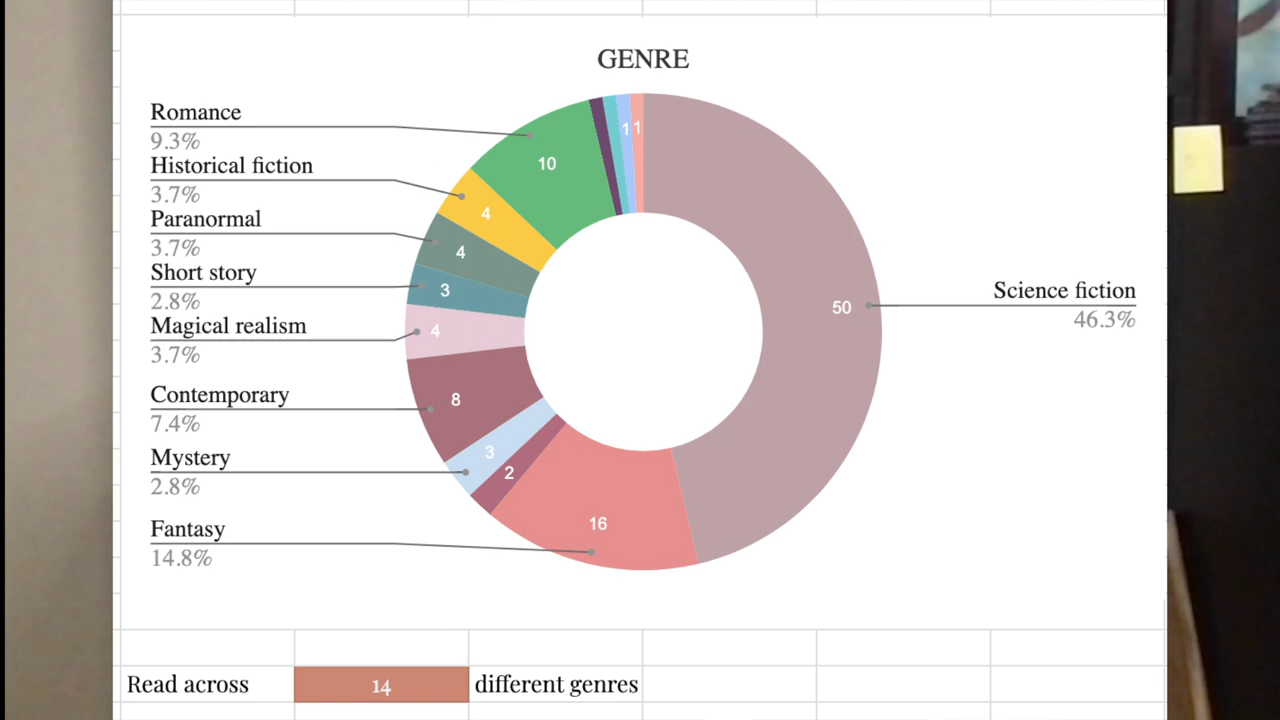 GENRE
Romance
9.3%
Historical fiction
3.7%
Paranormal
3.7%
Short story
2.8%
Magical realism
3.7%
Contemporary
7.4%
Mystery
2.8%
Fantasy
14.8%
Science fiction
46.3%
10
4
4
3
4
8
3
2
16
50
1
1
Read across 14 different genres